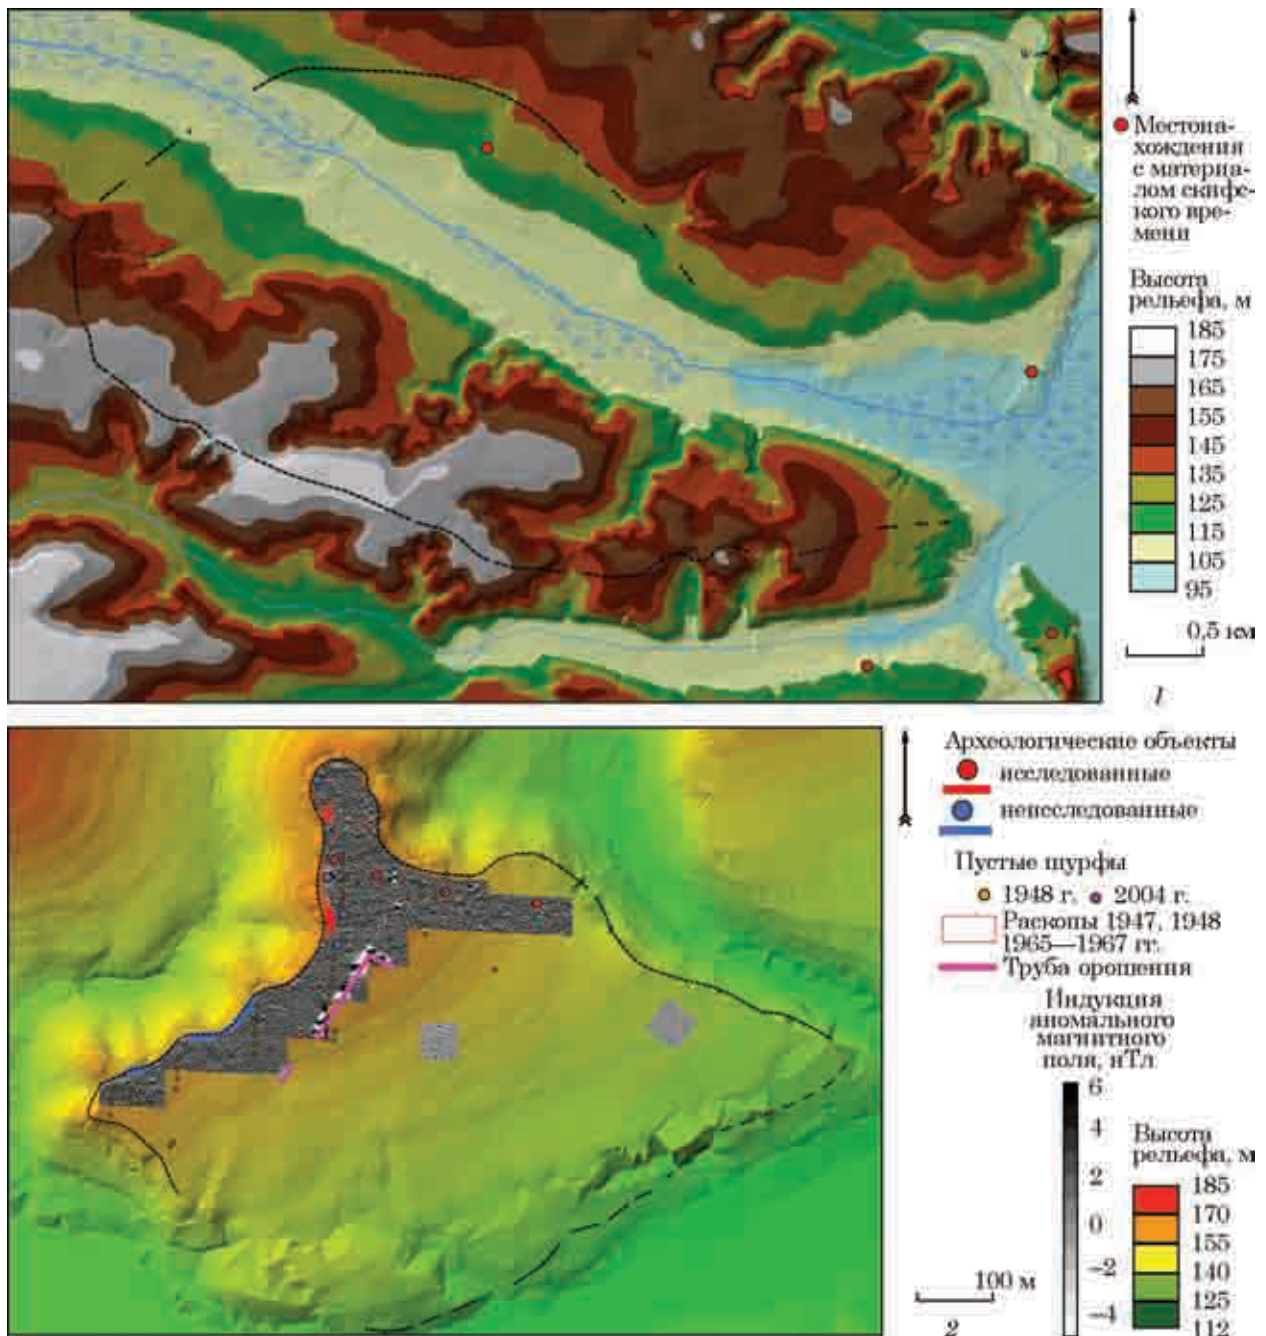 Местона-
хождения
с материа-
лом скифс-
кого вре-
мени
Высота
рельефа, м
185
175
165
155
145
135
125
115
105
95
0,5 км
1
Археологические объекты
исследованные
неисследованные
Пустые шурфы
1948 г. 2004 г.
Раскопы 1947, 1948
1965—1967 гг.
Труба орошения
Индукция
аномального
магнитного
поля, нТл
6
4
2
0
−2
−4
Высота
рельефа, м
185
170
155
140
125
112
100 м
2